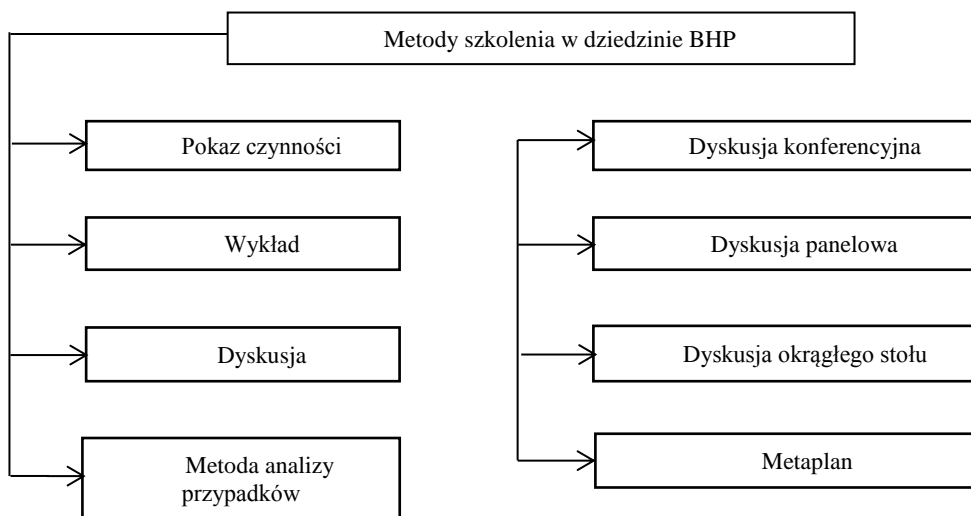 Metody szkolenia w dziedzinie BHP
Pokaz czynności
Wykład
Dyskusja
Metoda analizy
przypadków
Dyskusja konferencyjna
Dyskusja panelowa
Dyskusja okrągłego stołu
Metaplan